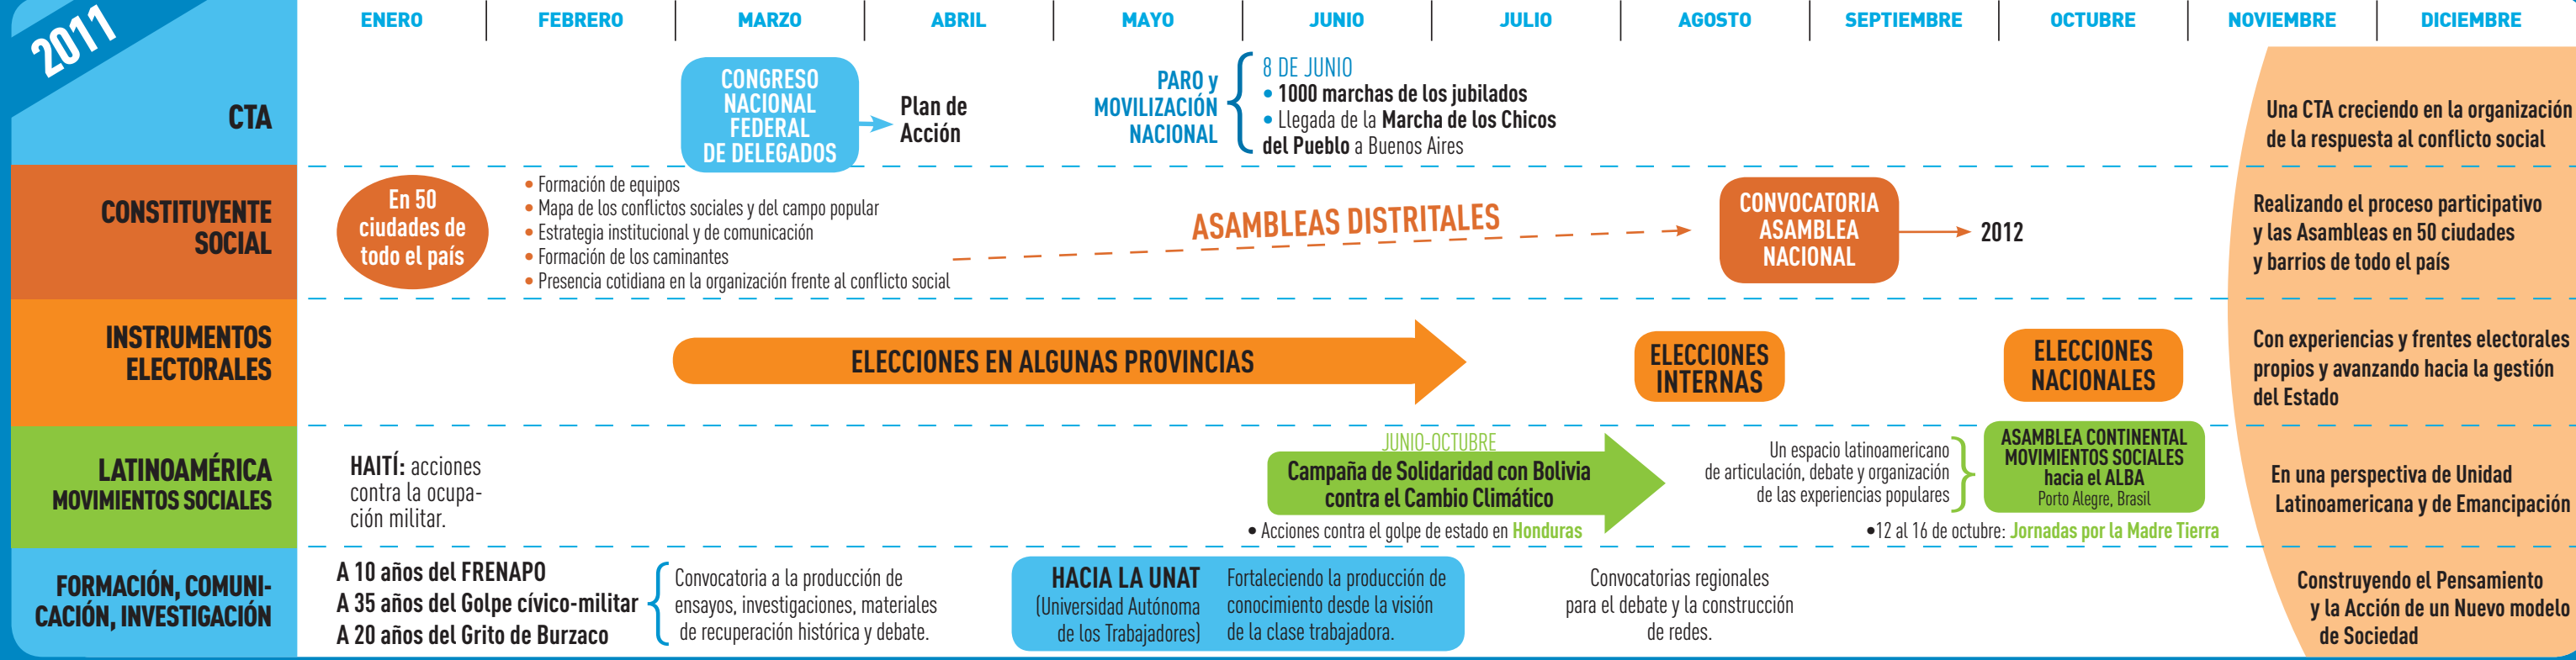 2011
ENERO
FEBRERO
MARZO
ABRIL
MAYO
JUNIO
JULIO
AGOSTO
SEPTIEMBRE
OCTUBRE
NOVIEMBRE
DICIEMBRE
CTA
CONGRESO
NACIONAL
FEDERAL
DE DELEGADOS
Plan de
Acción
PARO y
MOVILIZACIÓN
NACIONAL
8 DE JUNIO
• 1000 marchas de los jubilados
• Llegada de la Marcha de los Chicos
del Pueblo a Buenos Aires
Una CTA creciendo en la organización
de la respuesta al conflicto social
CONSTITUYENTE
SOCIAL
En 50
ciudades de
todo el país
• Formación de equipos
• Mapa de los conflictos sociales y del campo popular
• Estrategia institucional y de comunicación
• Formación de los caminantes
• Presencia cotidiana en la organización frente al conflicto social
ASAMBLEAS DISTRITALES
CONVOCATORIA
ASAMBLEA
NACIONAL
2012
Realizando el proceso participativo
y las Asambleas en 50 ciudades
y barrios de todo el país
INSTRUMENTOS
ELECTORALES
ELECCIONES EN ALGUNAS PROVINCIAS
ELECCIONES
INTERNAS
ELECCIONES
NACIONALES
Con experiencias y frentes electorales
propios y avanzando hacia la gestión
del Estado
LATINOAMÉRICA
MOVIMIENTOS SOCIALES
HAITÍ: acciones
contra la ocupa-
ción militar.
JUNIO-OCTUBRE
Campaña de Solidaridad con Bolivia
contra el Cambio Climático
• Acciones contra el golpe de estado en Honduras
Un espacio latinoamericano
de articulación, debate y organización
de las experiencias populares
ASAMBLEA CONTINENTAL
MOVIMIENTOS SOCIALES
hacia el ALBA
Porto Alegre, Brasil
•12 al 16 de octubre: Jornadas por la Madre Tierra
En una perspectiva de Unidad
Latinoamericana y de Emancipación
FORMACIÓN, COMUNI-
CACIÓN, INVESTIGACIÓN
A 10 años del FRENAPO
A 35 años del Golpe cívico-militar
A 20 años del Grito de Burzaco
Convocatoria a la producción de
ensayos, investigaciones, materiales
de recuperación histórica y debate.
HACIA LA UNAT
(Universidad Autónoma
de los Trabajadores)
Fortaleciendo la producción de
conocimiento desde la visión
de la clase trabajadora.
Convocatorias regionales
para el debate y la construcción
de redes.
Construyendo el Pensamiento
y la Acción de un Nuevo modelo
de Sociedad